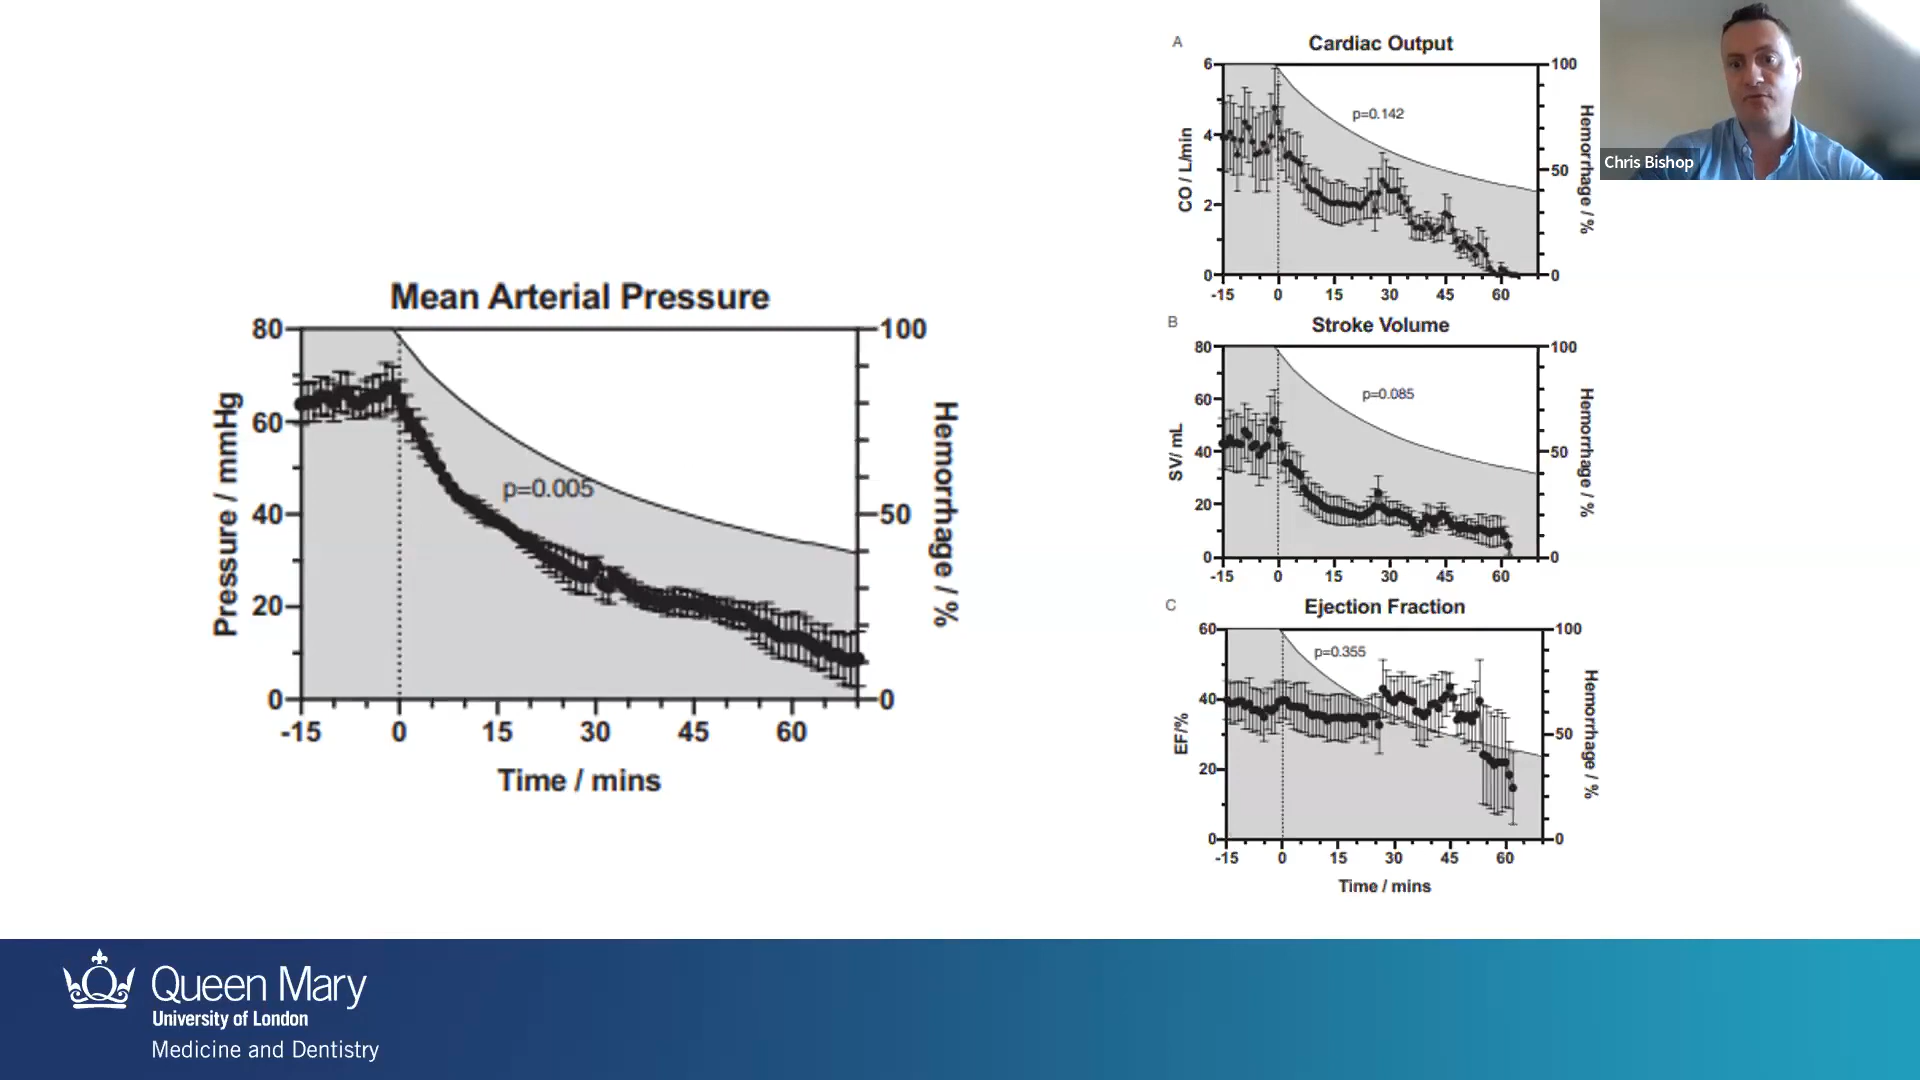 Mean Arterial Pressure
80
60
40
20
0
Pressure / mmHg
100
50
0
Hemorrhage / %
p=0.005
-15 0 15 30 45 60
Time / mins
A
Cardiac Output
6
4
2
0
CO / L/min
100
50
0
Hemorrhage / %
p=0.142
-15 0 15 30 45 60
B
Stroke Volume
80
60
40
20
0
SV/ mL
100
50
0
Hemorrhage / %
p=0.085
-15 0 15 30 45 60
C
Ejection Fraction
60
40
20
0
EF/%
100
50
0
Hemorrhage / %
p=0.355
-15 0 15 30 45 60
Time / mins
Chris Bishop
Queen Mary
University of London
Medicine and Dentistry